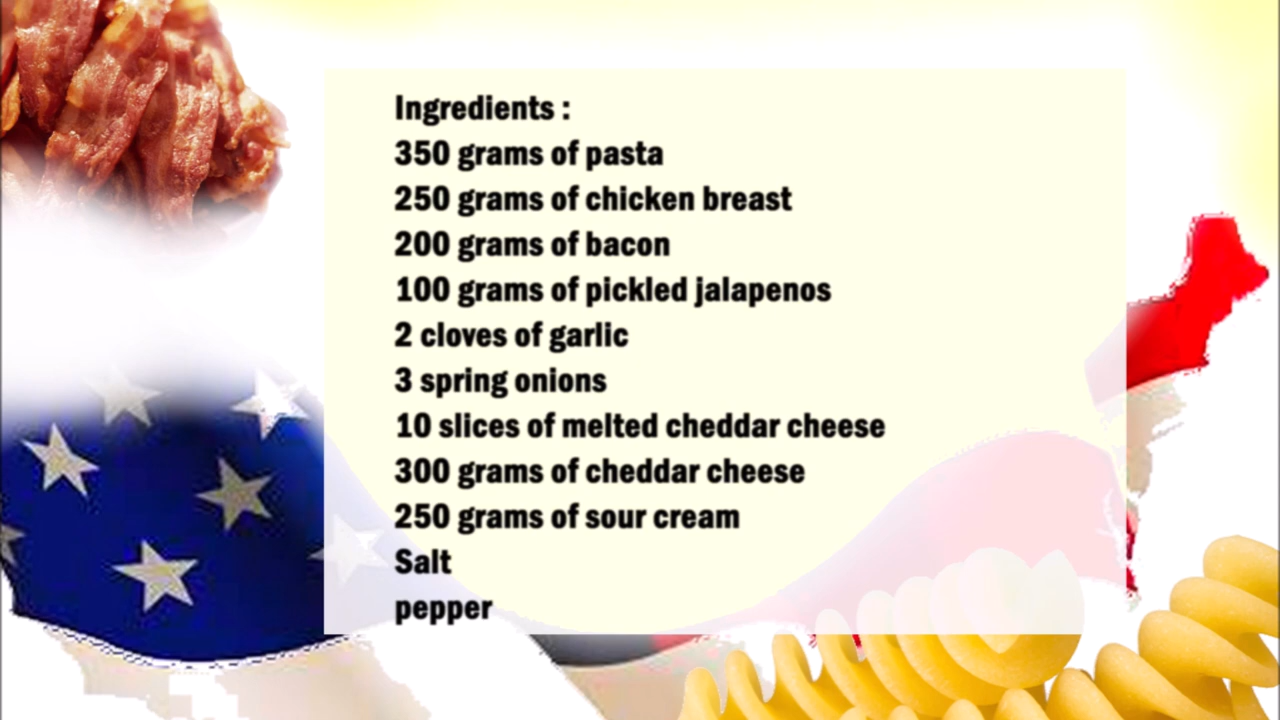 Ingredients :
350 grams of pasta
250 grams of chicken breast
200 grams of bacon
100 grams of pickled jalapenos
2 cloves of garlic
3 spring onions
10 slices of melted cheddar cheese
300 grams of cheddar cheese
250 grams of sour cream
Salt
pepper